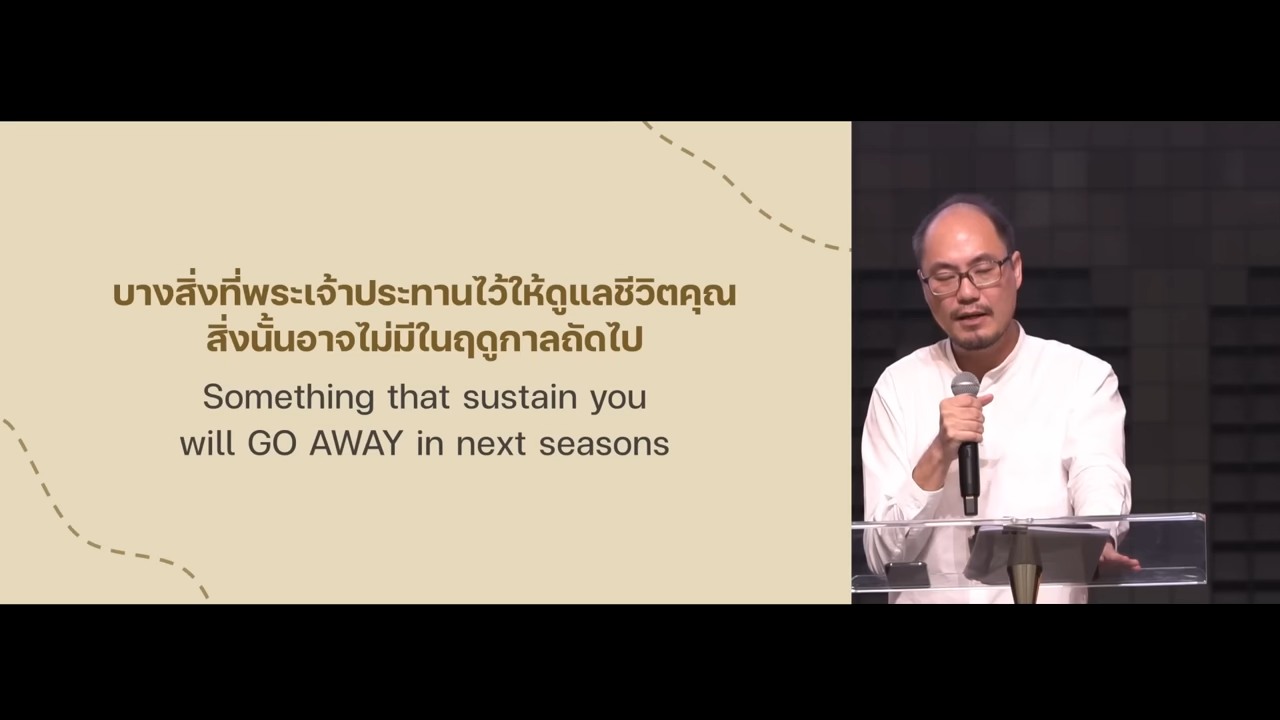 บางสิ่งที่พระเจ้าประทานไว้ให้ดูแลชีวิตคุณ
สิ่งนั้นอาจไม่มีในฤดูกาลถัดไป
Something that sustain you
will GO AWAY in next seasons